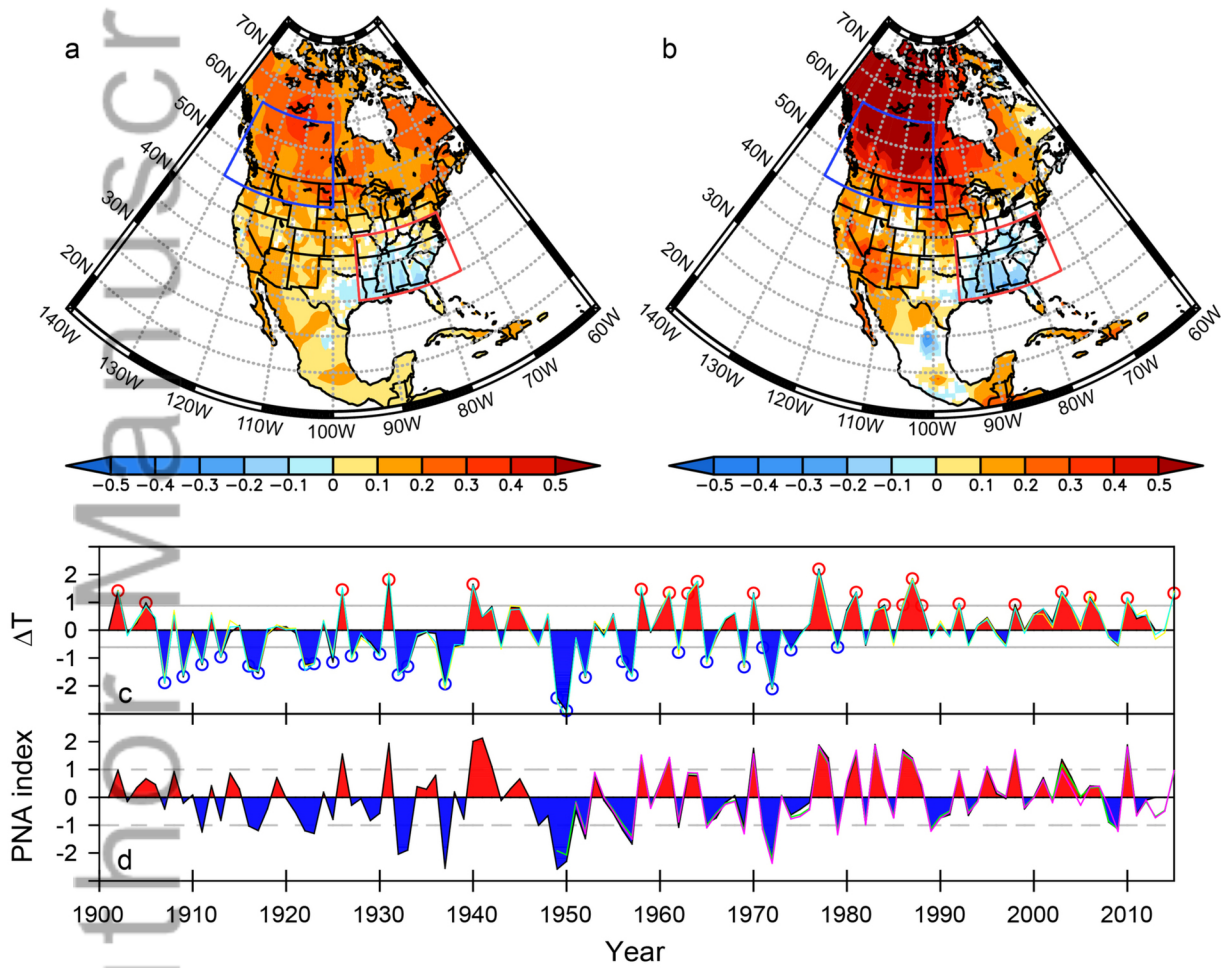 a
b
70N
60N
50N
40N
30N
20N
140W
130W
120W
110W
100W
90W
80W
70W
60W
70N
60N
50N
40N
30N
20N
140W
130W
120W
110W
100W
90W
80W
70W
60W
−0.5 −0.4 −0.3 −0.2 −0.1 0 0.1 0.2 0.3 0.4 0.5
−0.5 −0.4 −0.3 −0.2 −0.1 0 0.1 0.2 0.3 0.4 0.5
ΔT
2
1
0
-1
-2
c
PNA index
2
1
0
-1
-2
d
1900 1910 1920 1930 1940 1950 1960 1970 1980 1990 2000 2010
Year
thor Manuscr